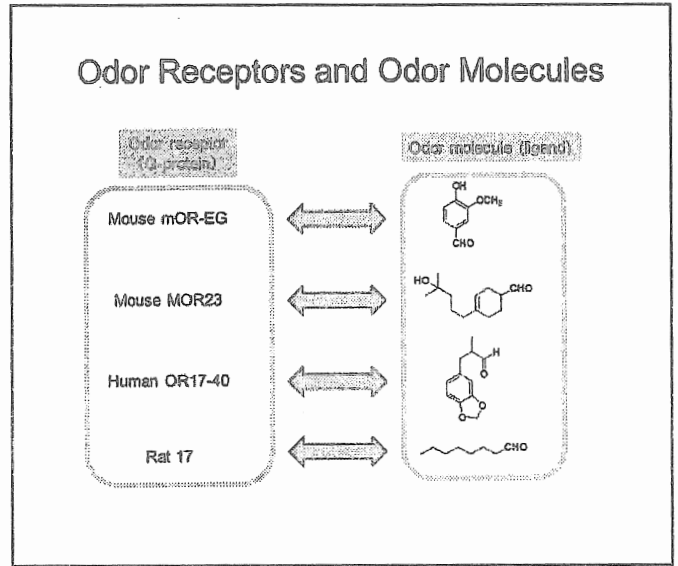 Odor Receptors and Odor Molecules
Odor receptor
(G-protein)
Odor molecule (ligand)
Mouse mOR-EG
OH
OCH₃
CHO
Mouse MOR23
HO
CHO
Human OR17-40
H
O
O
O
Rat 17
CHO